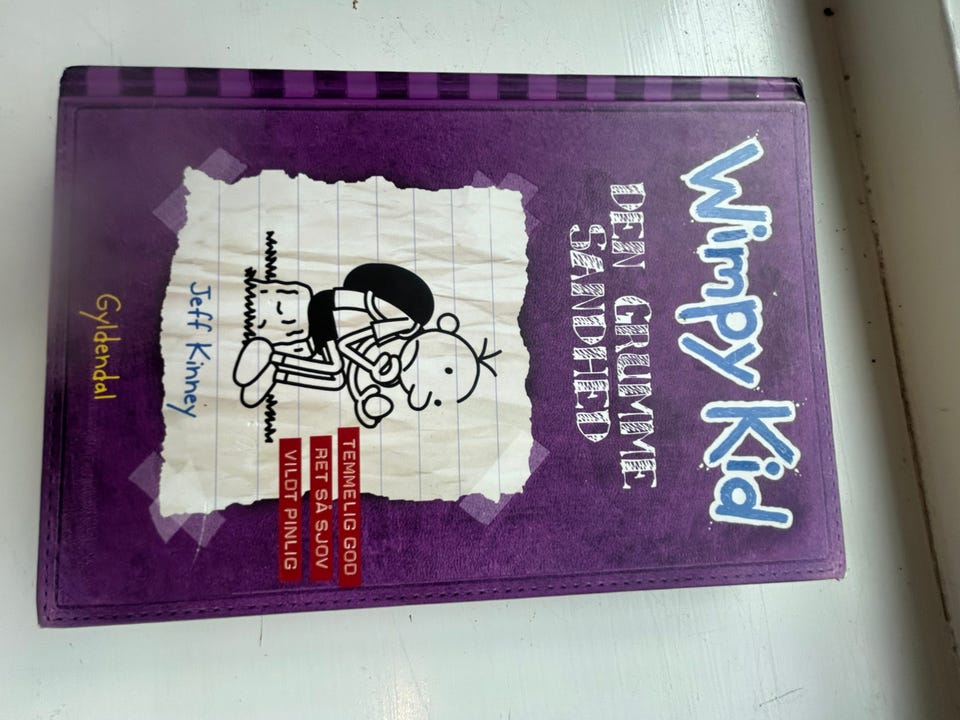 Wimpy Kid
DEN GRUMME
SANDHED
TEMMELIG GOD
RET SÅ SJOV
VILDT PINLIG
Jeff Kinney
Gyldendal